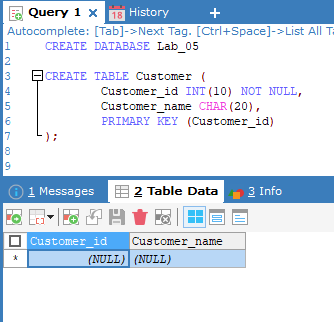 Query 1
History
18
Autocomplete: [Tab]->Next Tag. [Ctrl+Space]->List All Ta
1 CREATE DATABASE Lab_05
2
3 CREATE TABLE Customer (
4 Customer_id INT(10) NOT NULL,
5 Customer_name CHAR(20),
6 PRIMARY KEY (Customer_id)
7 );
8
9
1 Messages 2 Table Data 3 Info
Customer_id Customer_name
* (NULL) (NULL)